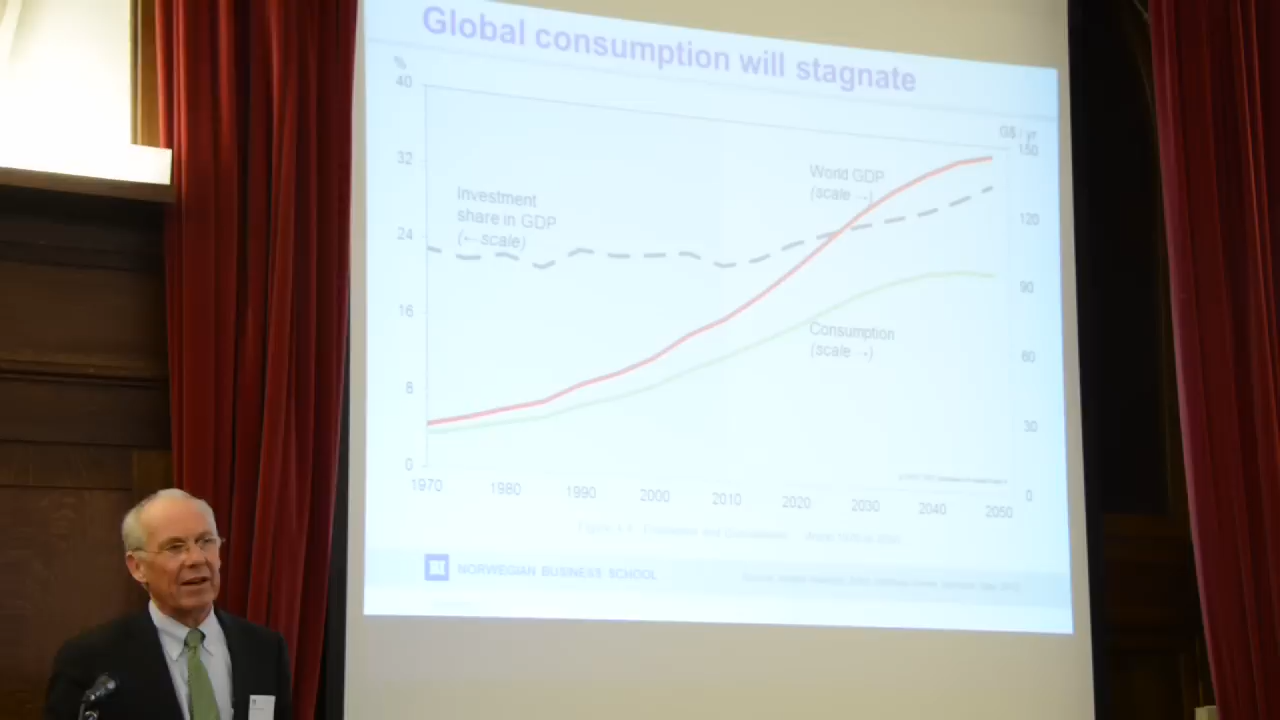 Global consumption will stagnate
%
G$ / yr
40
150
32
World GDP
(scale →)
Investment
share in GDP
(←scale)
120
24
90
16
Consumption
(scale →)
60
8
30
0
0
1970 1980 1990 2000 2010 2020 2030 2040 2050
NORWEGIAN BUSINESS SCHOOL